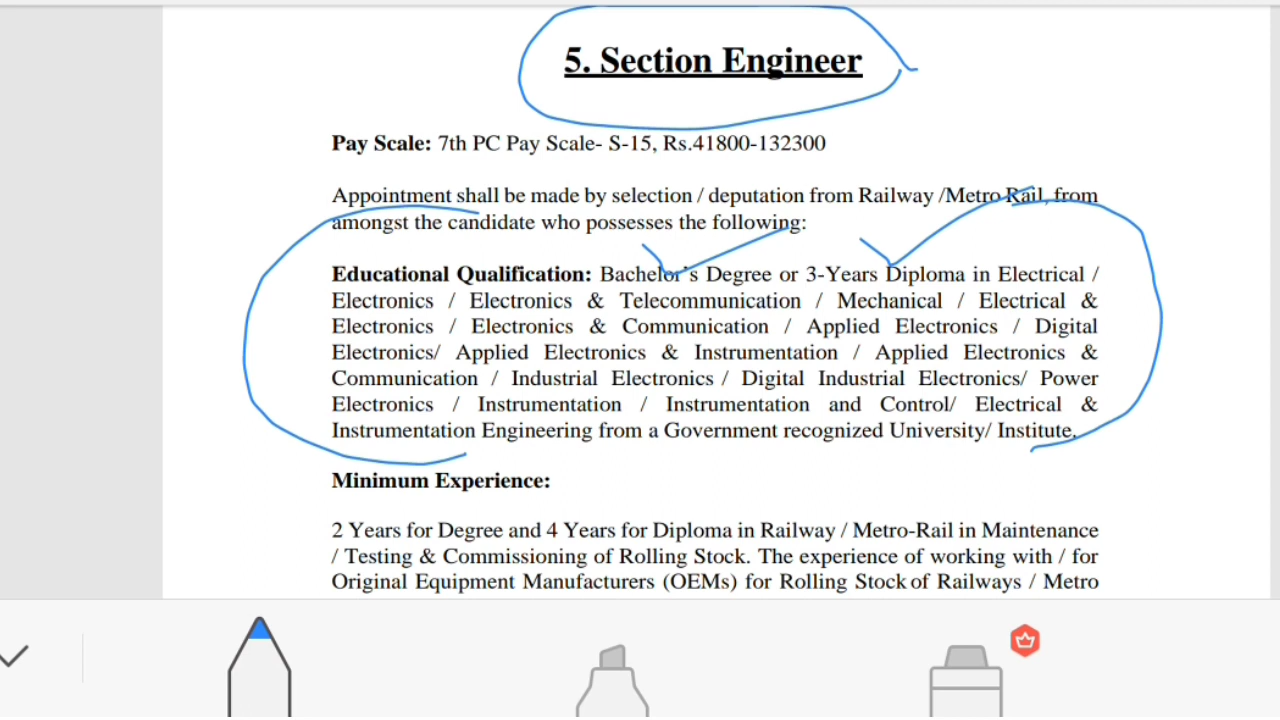 5. Section Engineer
Pay Scale: 7th PC Pay Scale- S-15, Rs.41800-132300
Appointment shall be made by selection / deputation from Railway /Metro Rail, from
amongst the candidate who possesses the following:
Educational Qualification: Bachelor's Degree or 3-Years Diploma in Electrical /
Electronics / Electronics & Telecommunication / Mechanical / Electrical &
Electronics / Electronics & Communication / Applied Electronics / Digital
Electronics/ Applied Electronics & Instrumentation / Applied Electronics &
Communication / Industrial Electronics / Digital Industrial Electronics/ Power
Electronics / Instrumentation / Instrumentation and Control/ Electrical &
Instrumentation Engineering from a Government recognized University/ Institute.
Minimum Experience:
2 Years for Degree and 4 Years for Diploma in Railway / Metro-Rail in Maintenance
/ Testing & Commissioning of Rolling Stock. The experience of working with / for
Original Equipment Manufacturers (OEMs) for Rolling Stock of Railways / Metro